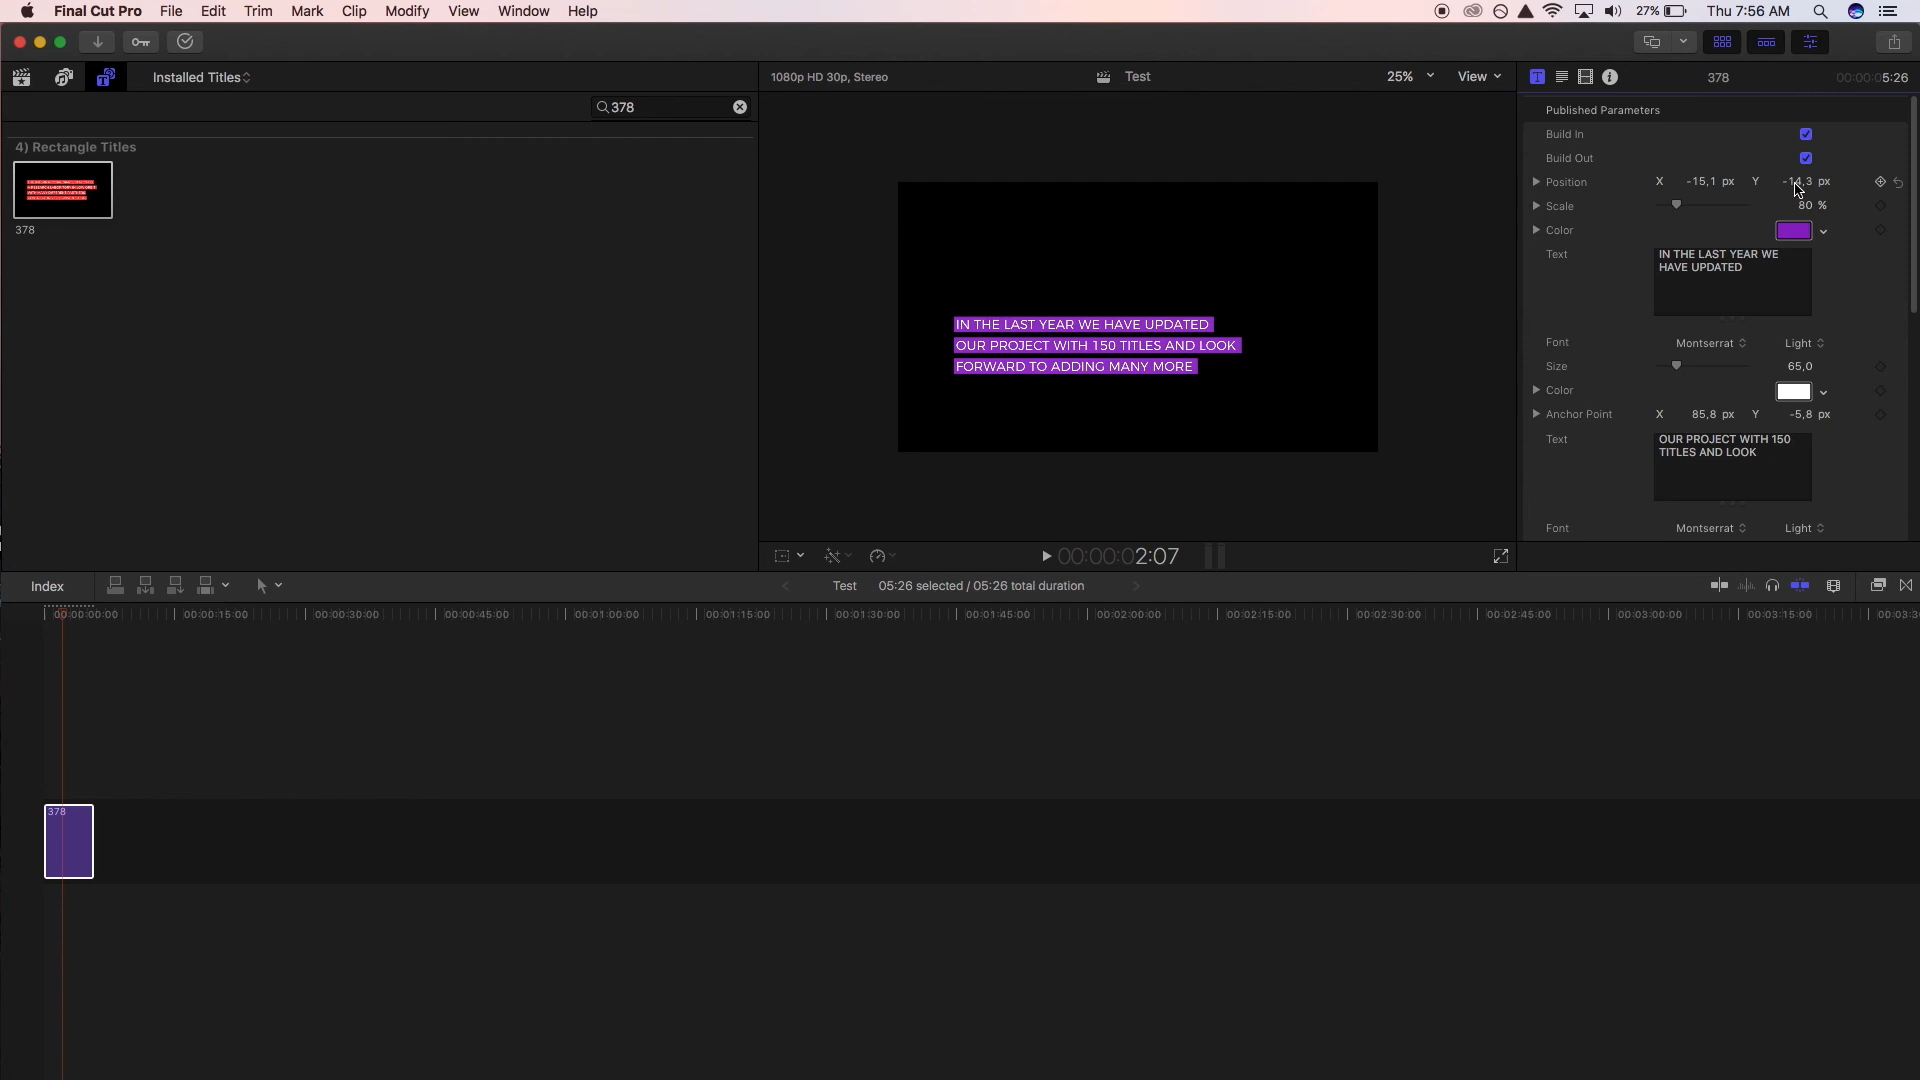 Final Cut Pro File Edit Trim Mark Clip Modify View Window Help 27% Thu 7:56 AM
Installed Titles 1080p HD 30p, Stereo Test 25% View 378 00:00:05:26
378
4) Rectangle Titles
378
IN THE LAST YEAR WE HAVE UPDATED
OUR PROJECT WITH 150 TITLES AND LOOK
FORWARD TO ADDING MANY MORE
Published Parameters
Build In
Build Out
Position X -15,1 px Y -14,3 px
Scale 80 %
Color
Text IN THE LAST YEAR WE
HAVE UPDATED
Font Montserrat Light
Size 65,0
Color
Anchor Point X 85,8 px Y -5,8 px
Text OUR PROJECT WITH 150
TITLES AND LOOK
Font Montserrat Light
00:00:02:07
Index Test 05:26 selected / 05:26 total duration
00:00:00:00 00:00:15:00 00:00:30:00 00:00:45:00 00:01:00:00 00:01:15:00 00:01:30:00 00:01:45:00 00:02:00:00 00:02:15:00 00:02:30:00 00:02:45:00 00:03:00:00 00:03:15:00
378